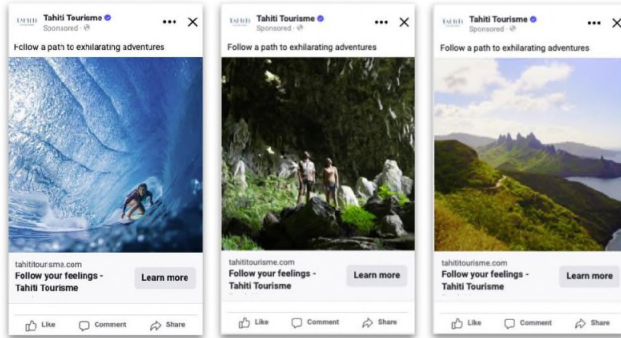 TAHITI
Tahiti Tourisme
Sponsored ·
Follow a path to exhilarating adventures
tahititourisme.com
Follow your feelings -
Tahiti Tourisme
Learn more
Like
Comment
Share
TAHITI
Tahiti Tourisme
Sponsored ·
Follow a path to exhilarating adventures
tahititourisme.com
Follow your feelings -
Tahiti Tourisme
Learn more
Like
Comment
Share
TAHITI
Tahiti Tourisme
Sponsored ·
Follow a path to exhilarating adventures
tahititourisme.com
Follow your feelings -
Tahiti Tourisme
Learn more
Like
Comment
Share